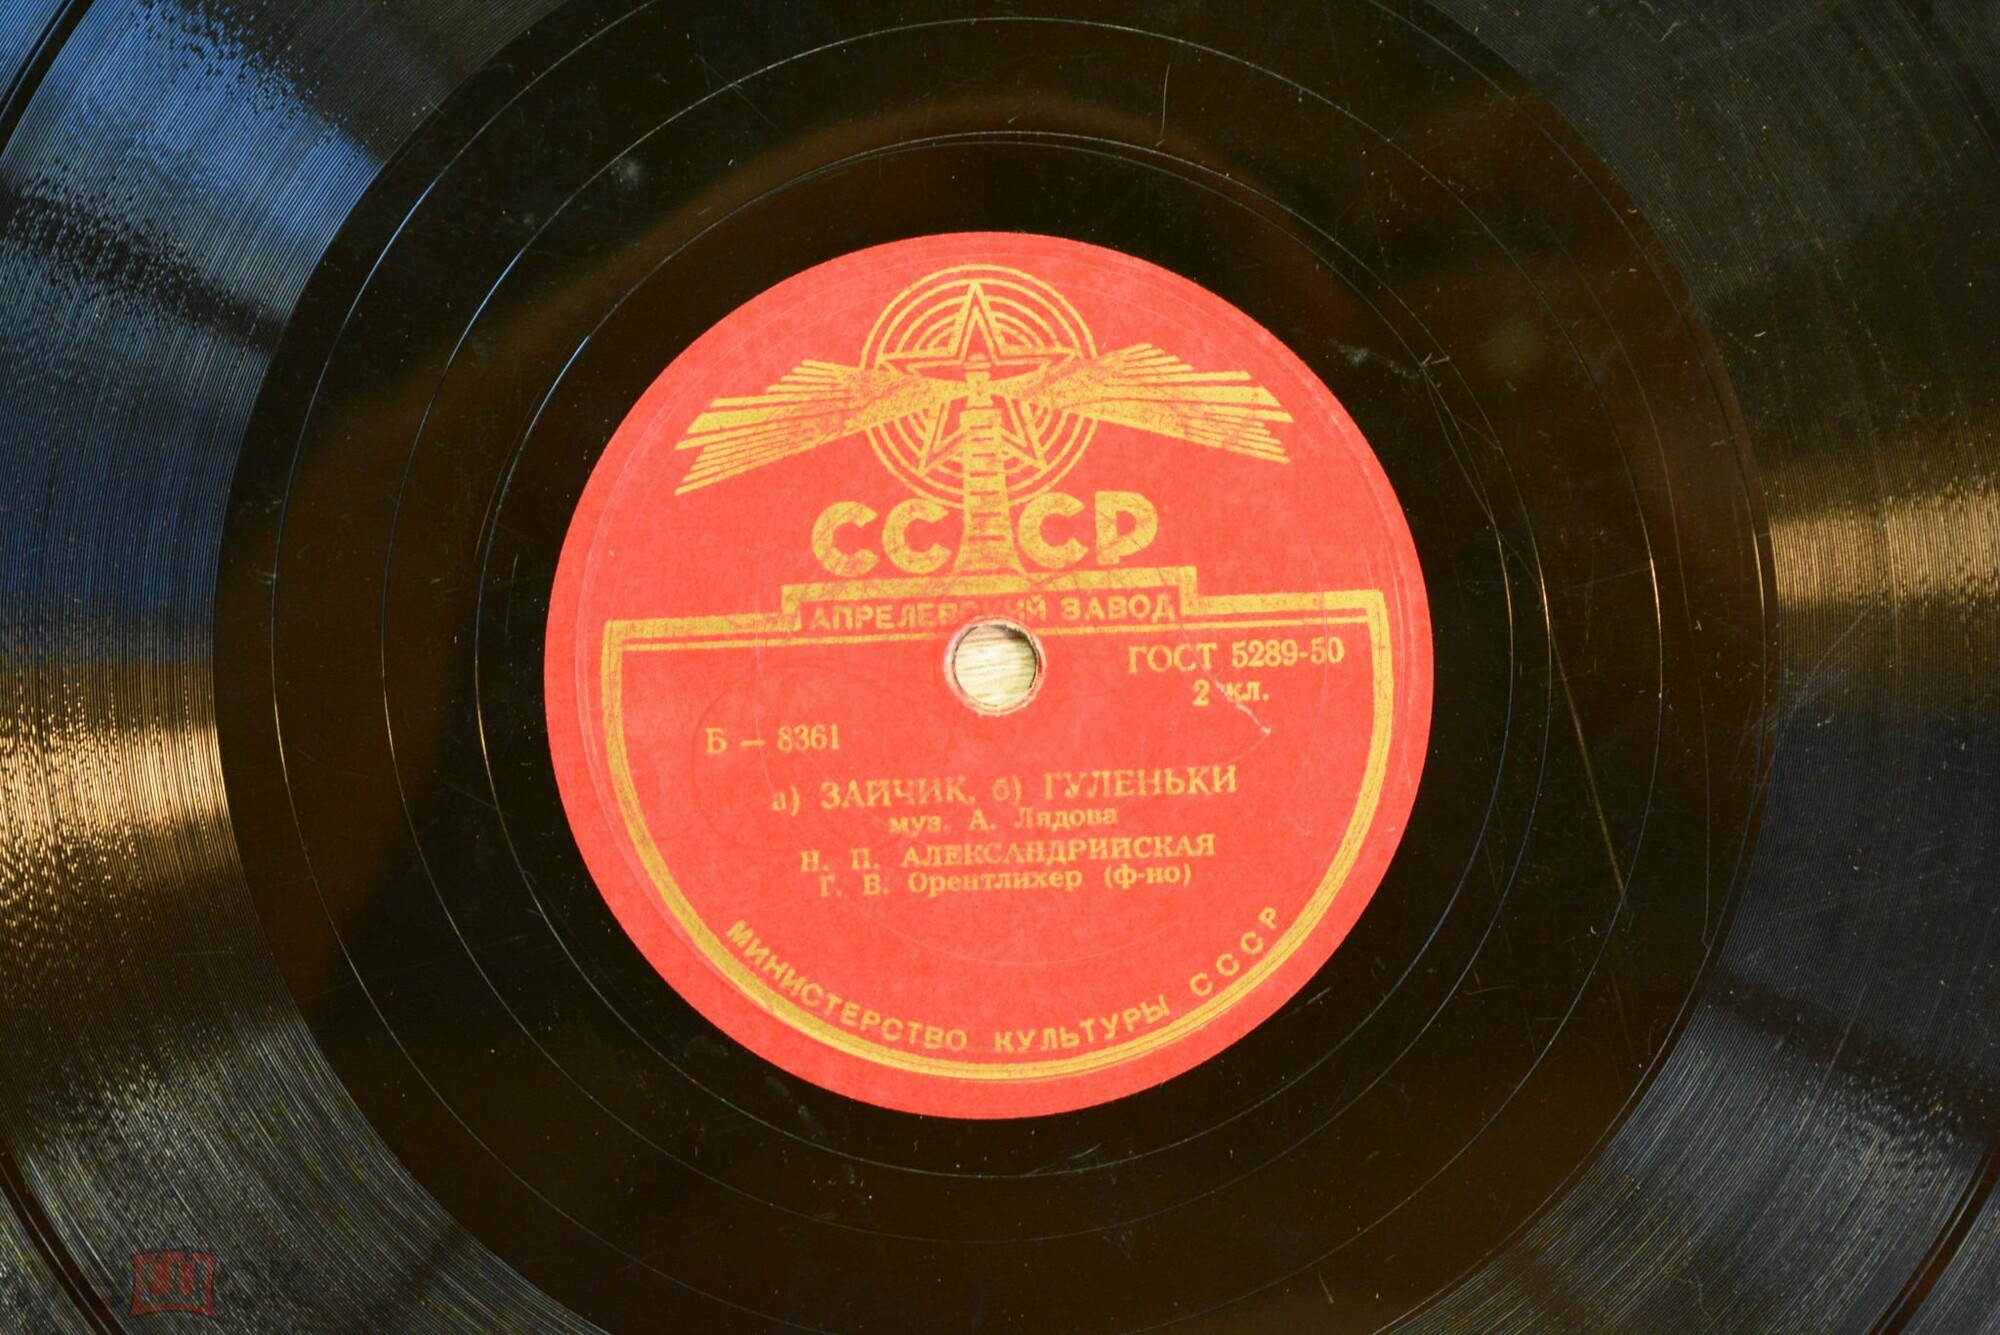 СССР
АПРЕЛЕВСКИЙ ЗАВОД
ГОСТ 5289-50
2 кл.
Б — 8361
а) ЗАЙЧИК, б) ГУЛЕНЬКИ
муз. А. Лядова
Н. П. АЛЕКСАНДРИЙСКАЯ
Г. В. Орентлихер (ф-но)
МИНИСТЕРСТВО КУЛЬТУРЫ СССР